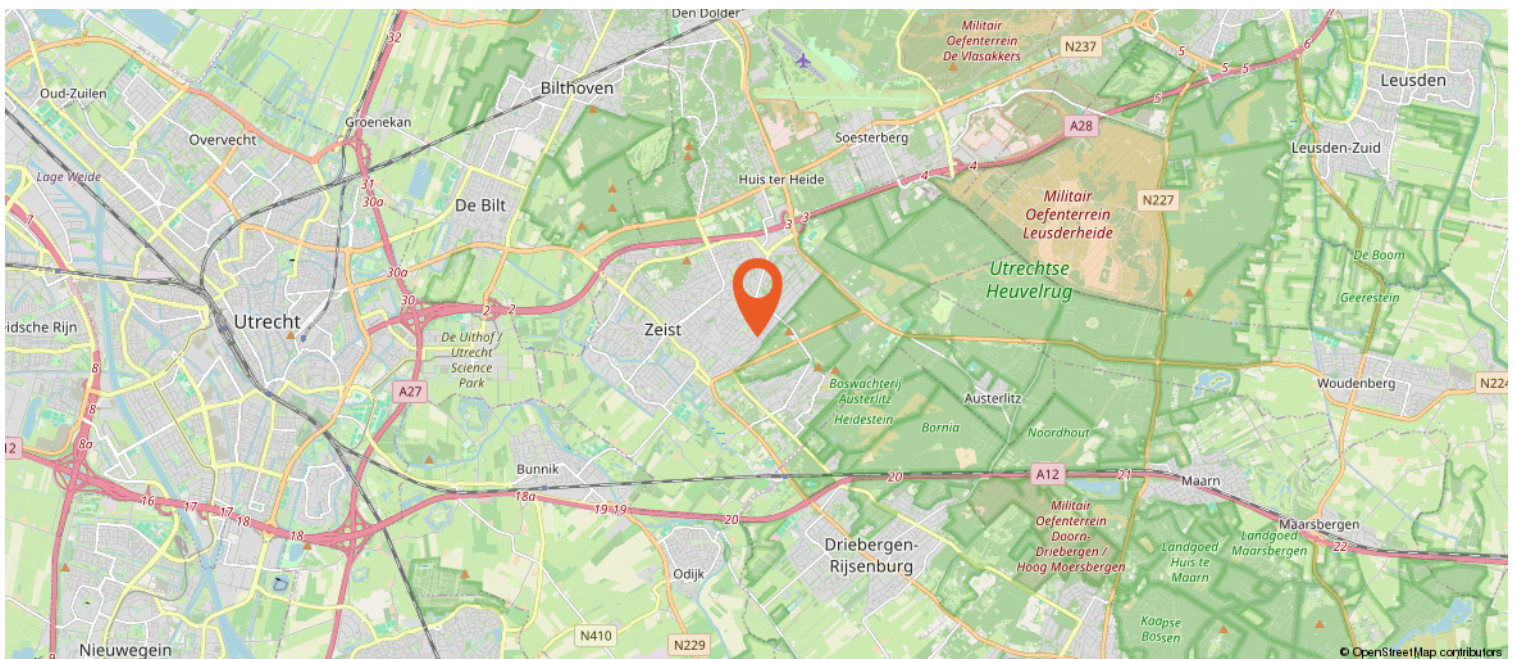 Den Dolder
32
Militair
Oefenterrein
De Vlasakkers
N237
5
6
5
5
Leusden
Oud-Zuilen
Bilthoven
5
Groenekan
Overvecht
Soesterberg
A28
Leusden-Zuid
Lage Weide
31
4
4
Huis ter Heide
30a
De Bilt
Militair
Oefenterrein
Leusderheide
N227
7
3
3
De Boom
30a
Utrechtse
Heuvelrug
Geerestein
30
2
2
Utrecht
eidsche Rijn
De Uithof /
Utrecht
Science
Park
Zeist
8
A27
Boswachterij
Austerlitz
Austerlitz
Woudenberg
N224
8
Heidestein
Bornia
Noordhout
8a
12
Bunnik
20
A12
21
Maarn
16
17
17
18
18a
19
19
20
18
Militair
Oefenterrein
Doorn-
Driebergen /
Hoog Moersbergen
Maarsbergen
22
Landgoed
Maarsbergen
Driebergen-
Rijsenburg
Landgoed
Huis te
Maarn
Odijk
Kaapse
Bossen
N410
N229
Nieuwegein
9
© OpenStreetMap contributors